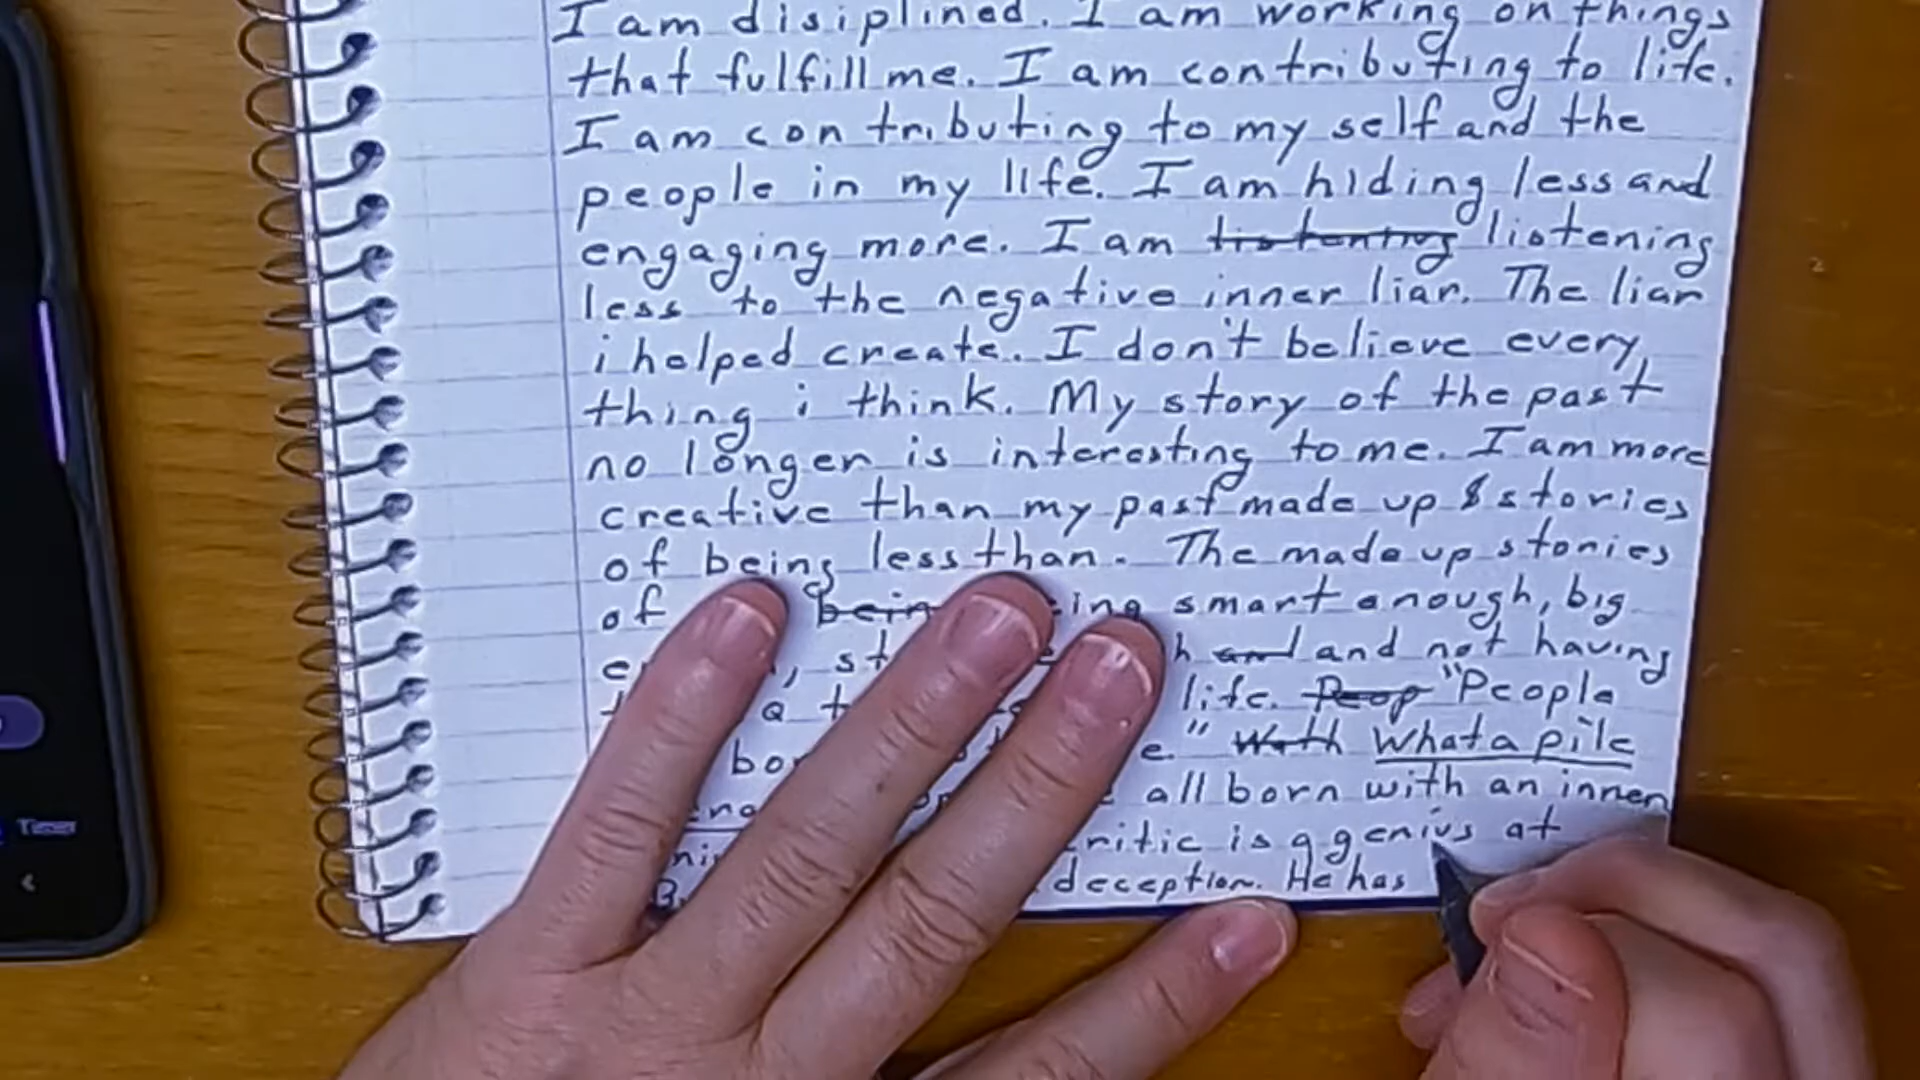 I am disiplined. I am working on things
that fulfill me. I am contributing to life.
I am contributing to my self and the
people in my life. I am hiding less and
engaging more. I am listening listening
less to the negative inner liar. The liar
i helped create. I don't believe every,
thing i think. My story of the past
no longer is interesting to me. I am more
creative than my past made up stories
of being less than. The made up stories
of smart enough, big
and and not having
life. Peop "People
" What a pile
all born with an inner
is a genius at
deception. He has
Timer